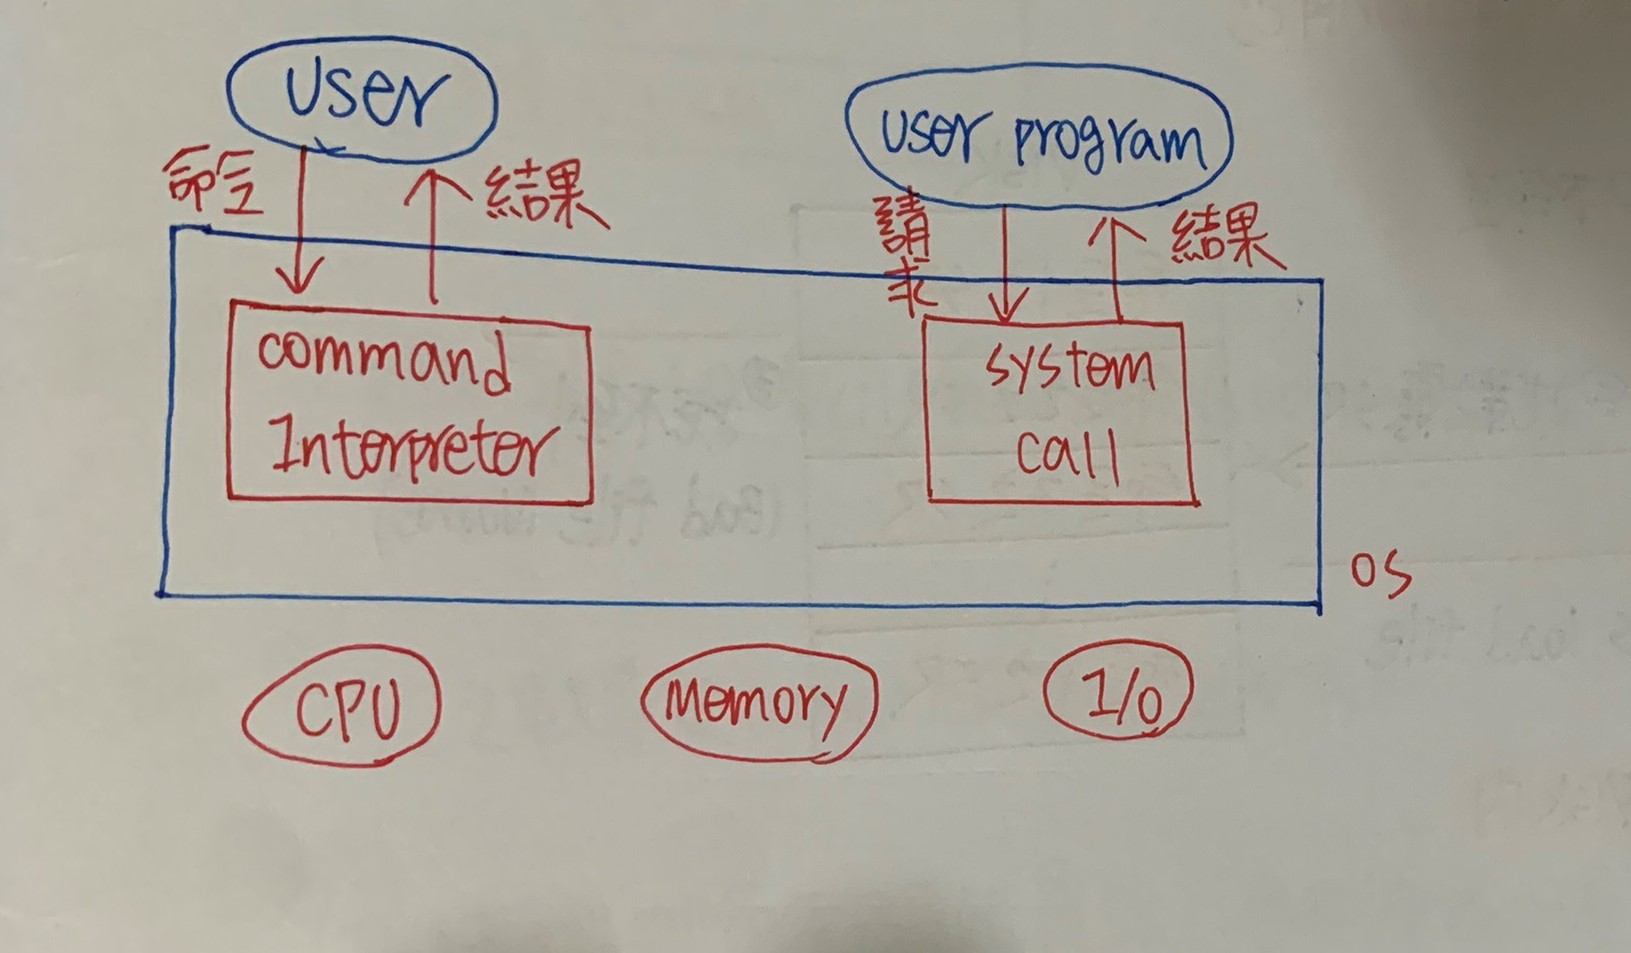 User
user program
命令
結果
請求
結果
command
Interpreter
system
call
OS
CPU
Memory
I/O